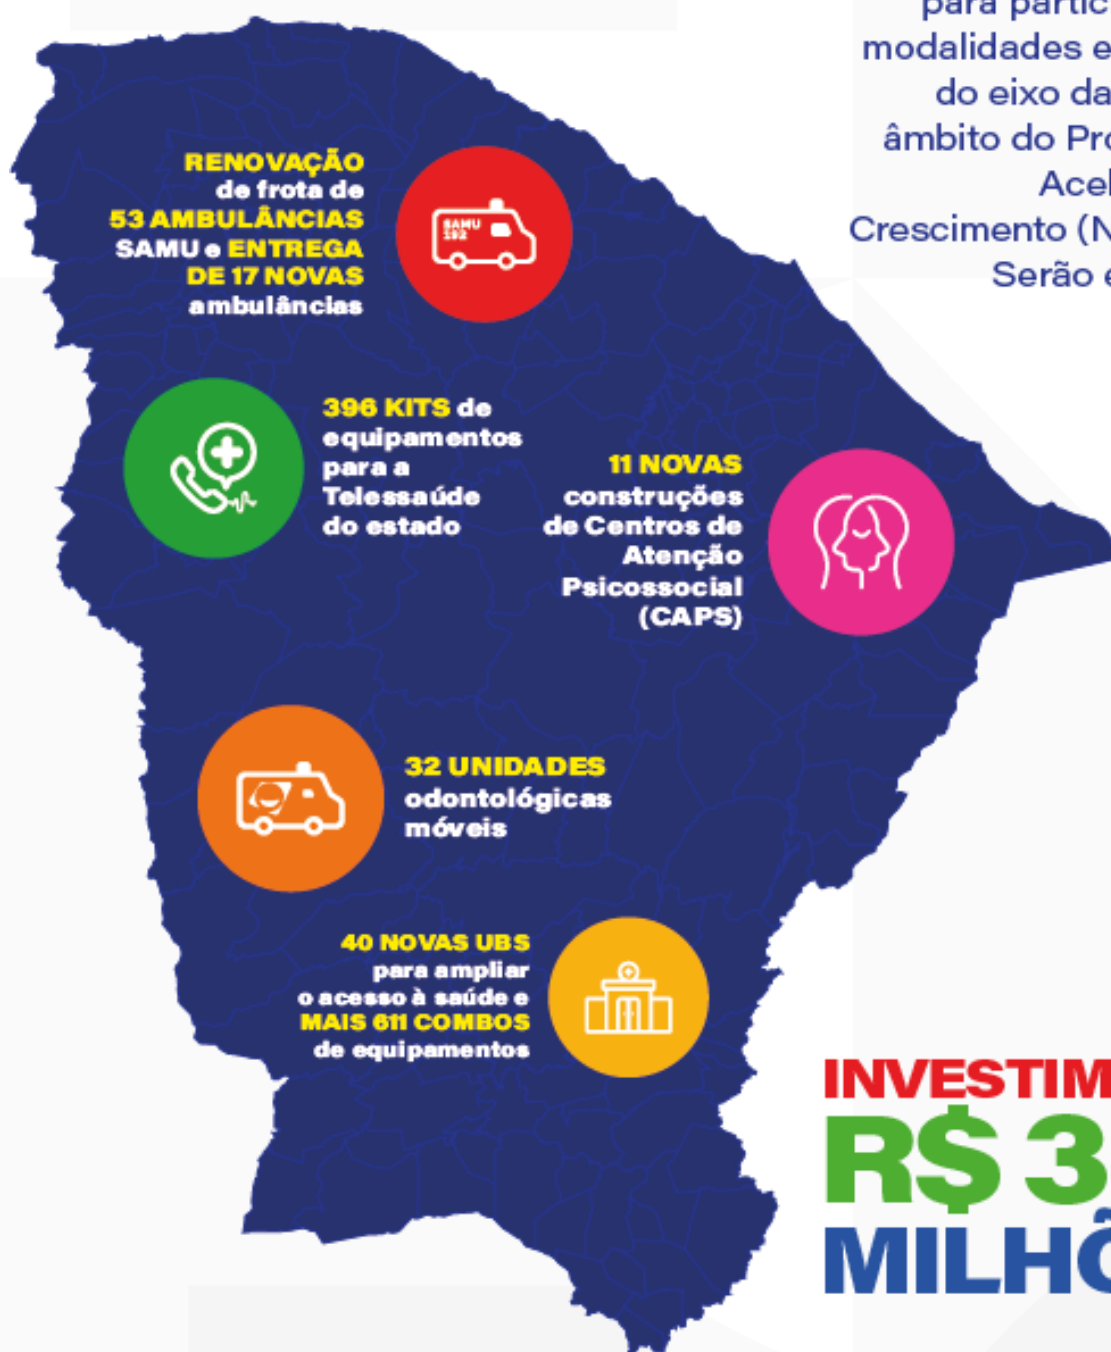 para partic
modalidades e
do eixo da
âmbito do Pro
Acel
Crescimento (N
Serão e
RENOVAÇÃO
de frota de
53 AMBULÂNCIAS
SAMU e ENTREGA
DE 17 NOVAS
ambulâncias
SAMU
192
396 KITS de
equipamentos
para a
Telessaúde
do estado
11 NOVAS
construções
de Centros de
Atenção
Psicossocial
(CAPS)
32 UNIDADES
odontológicas
móveis
40 NOVAS UBS
para ampliar
o acesso à saúde e
MAIS 611 COMBOS
de equipamentos
INVESTIM
R$ 3
MILHÕ